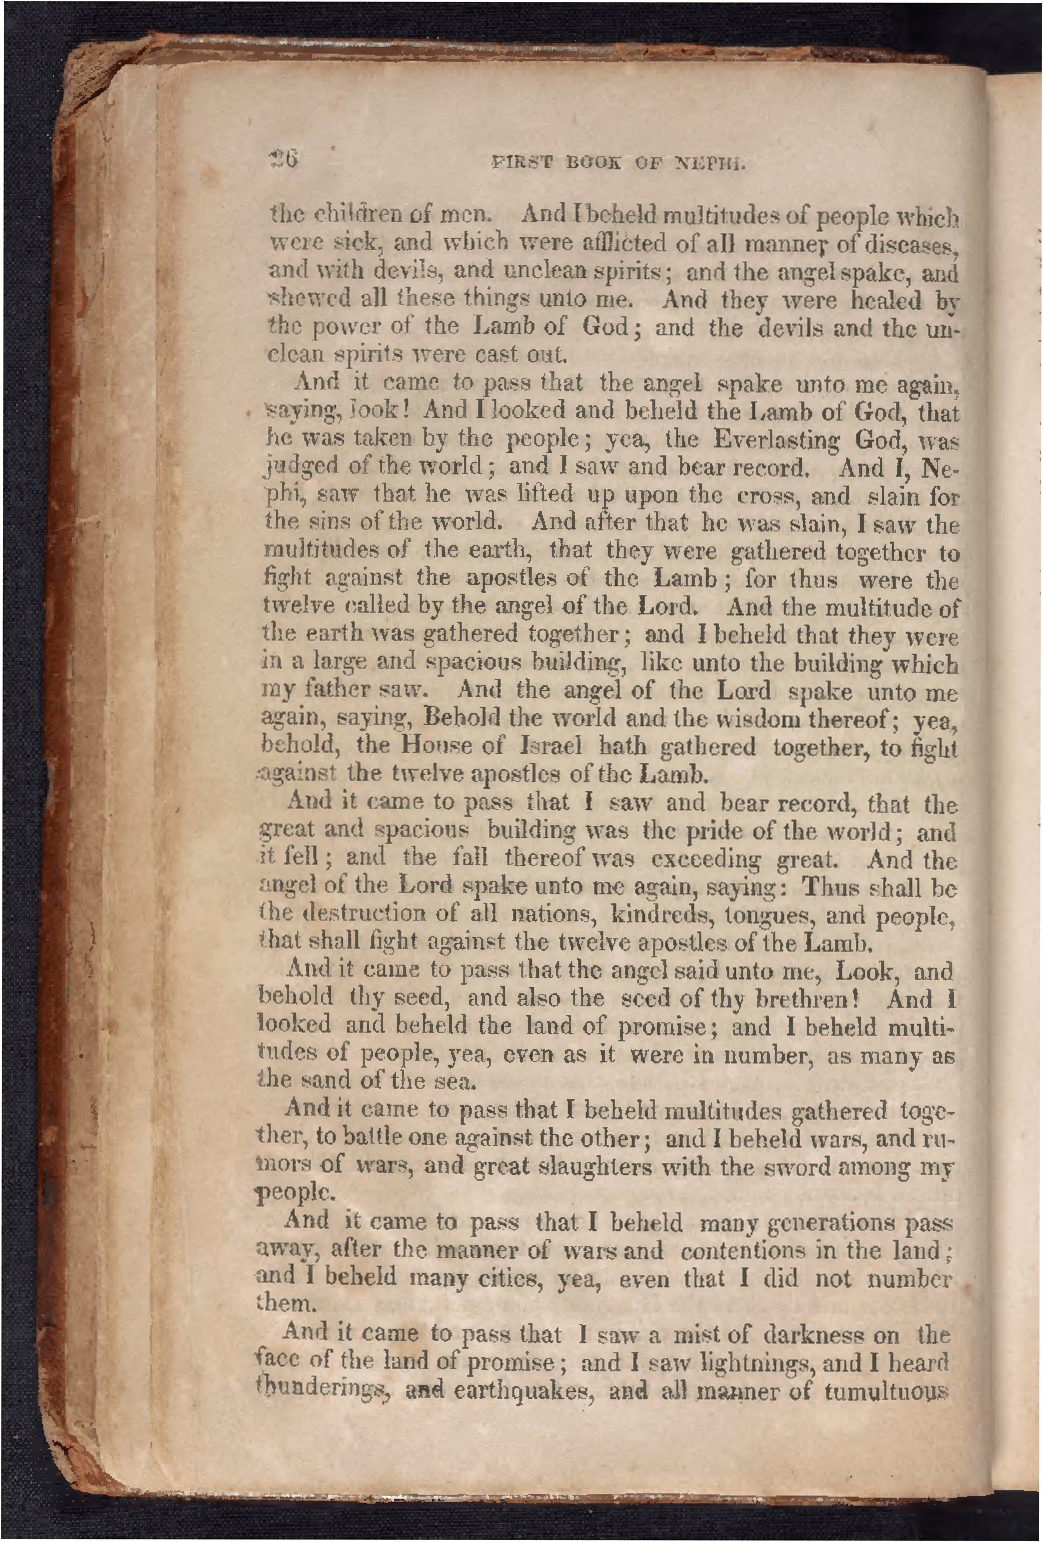 26 FIRST BOOK OF NEPHI.
the children of men. And I beheld multitudes of people which
were sick, and which were afflicted of all manner of diseases,
and with devils, and unclean spirits; and the angel spake, and
shewed all these things unto me. And they were healed by
the power of the Lamb of God; and the devils and the un-
clean spirits were cast out.
And it came to pass that the angel spake unto me again,
saying, look! And I looked and beheld the Lamb of God, that
he was taken by the people; yea, the Everlasting God, was
judged of the world; and I saw and bear record. And I, Ne-
phi, saw that he was lifted up upon the cross, and slain for
the sins of the world. And after that he was slain, I saw the
multitudes of the earth, that they were gathered together to
fight against the apostles of the Lamb; for thus were the
twelve called by the angel of the Lord. And the multitude of
the earth was gathered together; and I beheld that they were
in a large and spacious building, like unto the building which
my father saw. And the angel of the Lord spake unto me
again, saying, Behold the world and the wisdom thereof; yea,
behold, the House of Israel hath gathered together, to fight
against the twelve apostles of the Lamb.
And it came to pass that I saw and bear record, that the
great and spacious building was the pride of the world; and
it fell; and the fall thereof was exceeding great. And the
angel of the Lord spake unto me again, saying: Thus shall be
the destruction of all nations, kindreds, tongues, and people,
that shall fight against the twelve apostles of the Lamb.
And it came to pass that the angel said unto me, Look, and
behold thy seed, and also the seed of thy brethren! And I
looked and beheld the land of promise; and I beheld multi-
tudes of people, yea, even as it were in number, as many as
the sand of the sea.
And it came to pass that I beheld multitudes gathered toge-
ther, to battle one against the other; and I beheld wars, and ru-
mors of wars, and great slaughters with the sword among my
people.
And it came to pass that I beheld many generations pass
away, after the manner of wars and contentions in the land;
and I beheld many cities, yea, even that I did not number
them.
And it came to pass that I saw a mist of darkness on the
face of the land of promise; and I saw lightnings, and I heard
thunderings, and earthquakes, and all manner of tumultuous